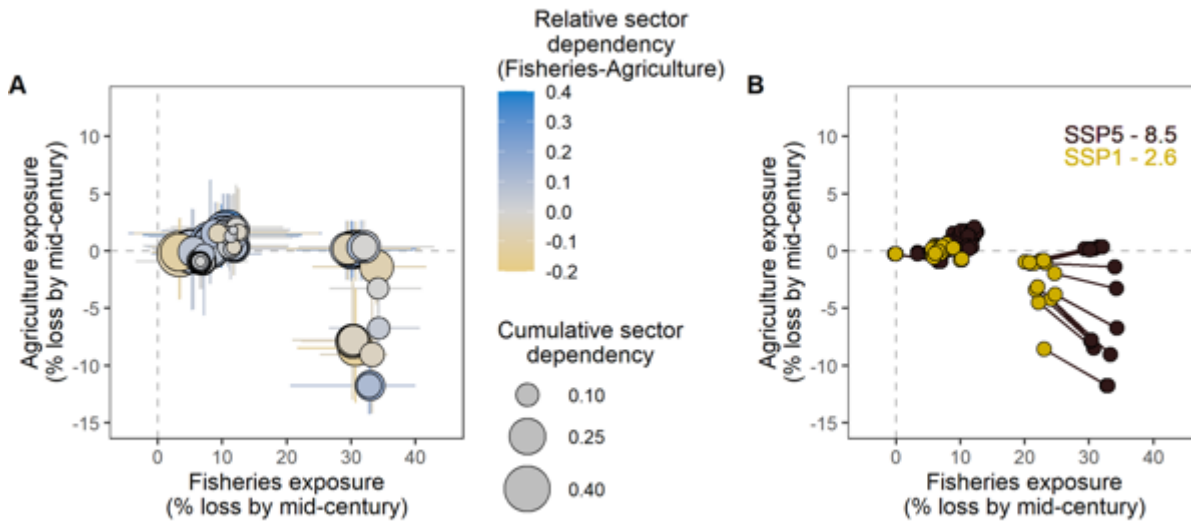 A
Agriculture exposure
(% loss by mid-century)
10
5
0
-5
-10
-15
0
10
20
30
40
Fisheries exposure
(% loss by mid-century)
Relative sector
dependency
(Fisheries-Agriculture)
0.4
0.3
0.2
0.1
0.0
-0.1
-0.2
Cumulative sector
dependency
0.10
0.25
0.40
B
SSP5 - 8.5
SSP1 - 2.6
Agriculture exposure
(% loss by mid-century)
10
5
0
-5
-10
-15
0
10
20
30
40
Fisheries exposure
(% loss by mid-century)